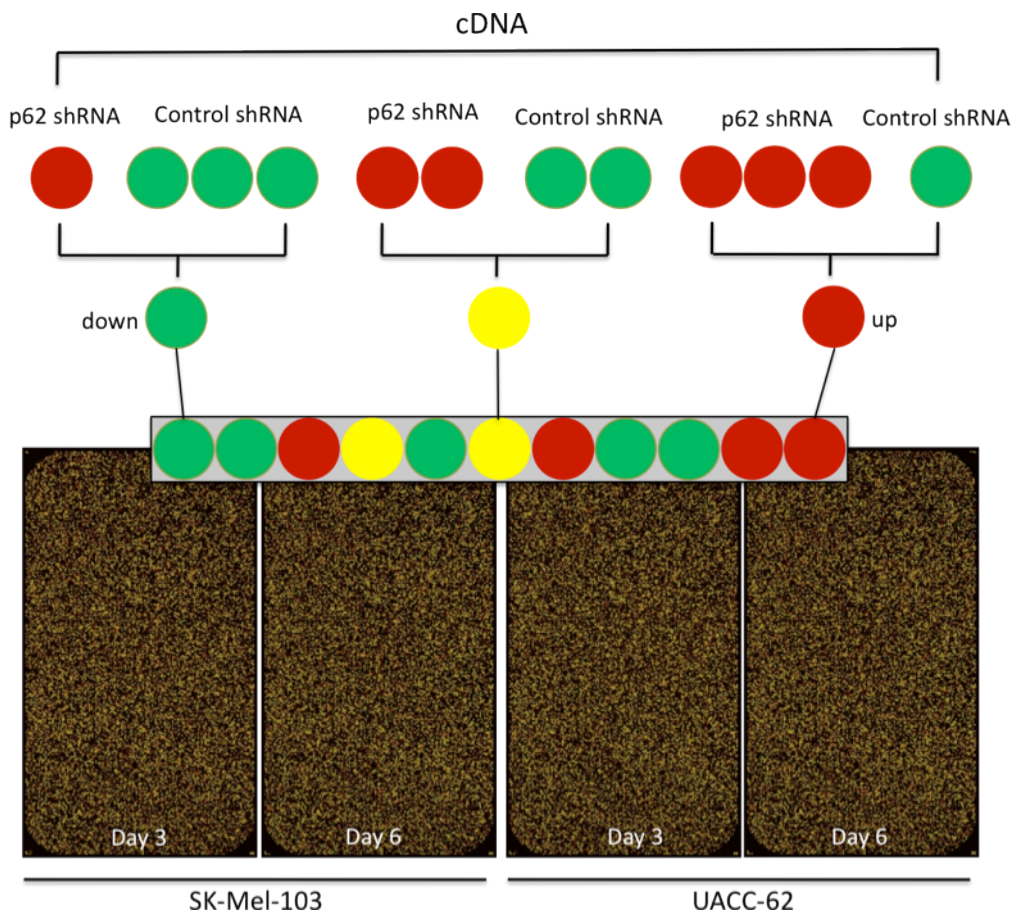 cDNA
p62 shRNA
Control shRNA
p62 shRNA
Control shRNA
p62 shRNA
Control shRNA
down
up
Day 3
Day 6
Day 3
Day 6
SK-Mel-103
UACC-62